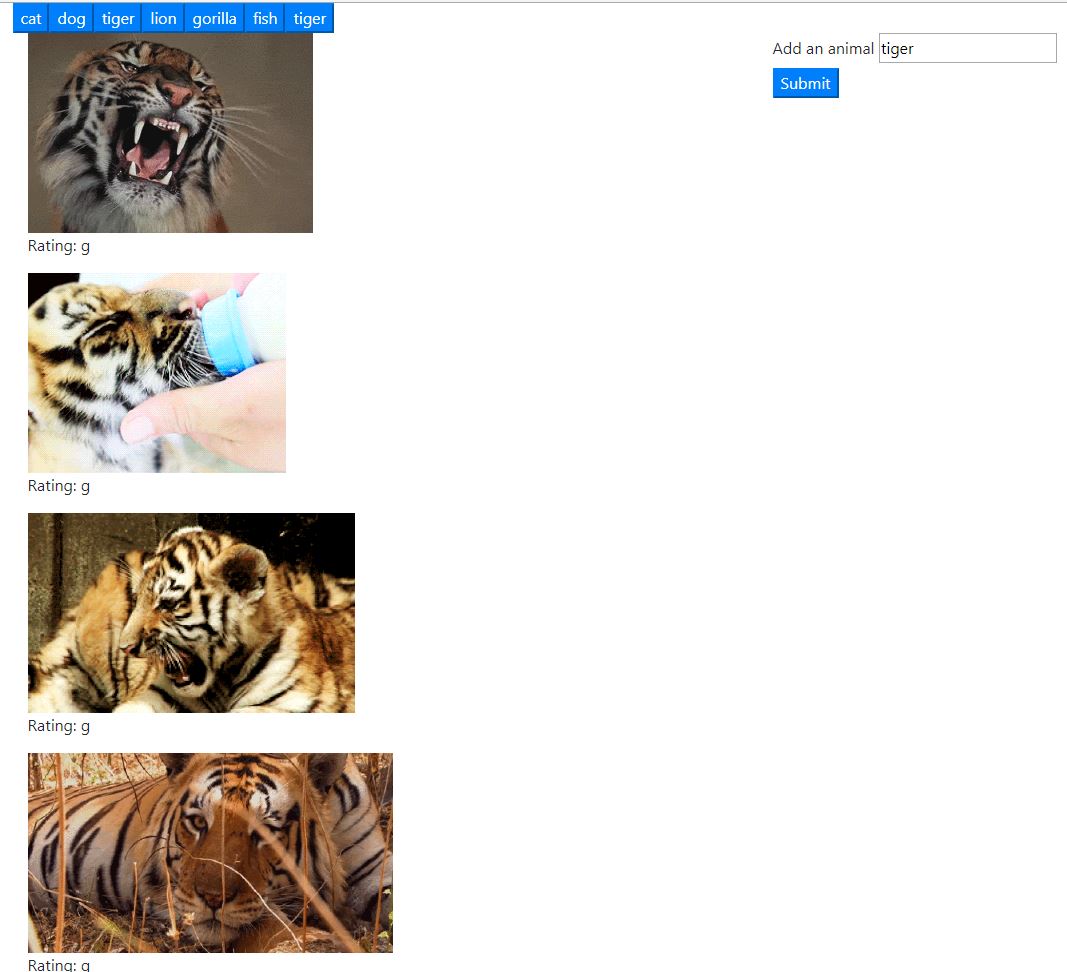 cat dog tiger lion gorilla fish tiger
Add an animal tiger
Submit
Rating: g
Rating: g
Rating: g
Rating: g